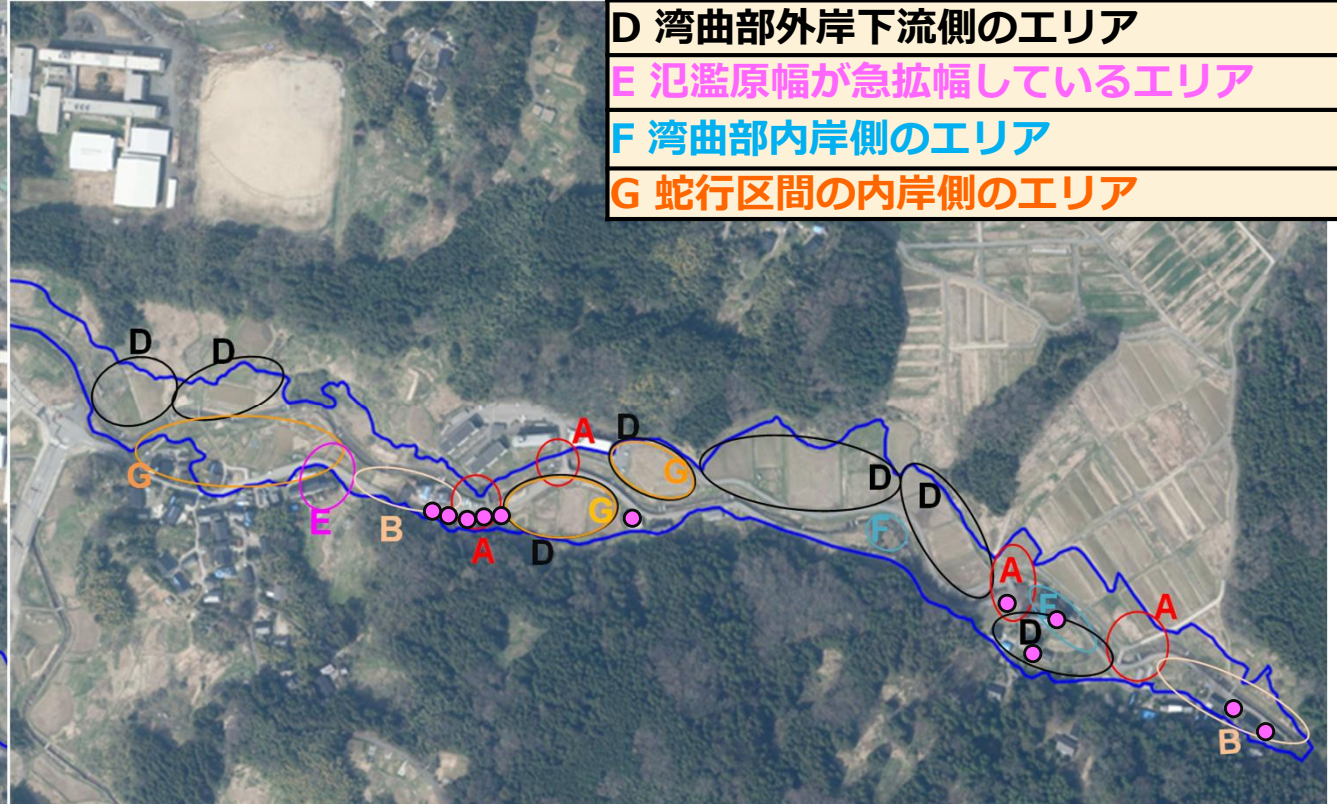 D 湾曲部外岸下流側のエリア
E 氾濫原幅が急拡幅しているエリア
F 湾曲部内岸側のエリア
G 蛇行区間の内岸側のエリア
D
D
G
E
B
A
D
A
G
D
G
D
F
D
A
F
D
A
B